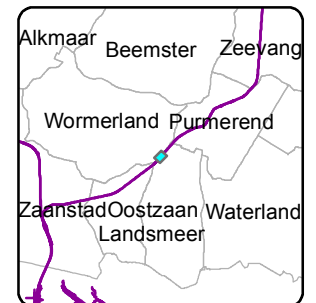 Alkmaar
Beemster
Zeevang
Wormerland
Purmerend
Zaanstad
Oostzaan
Waterland
Landsmeer